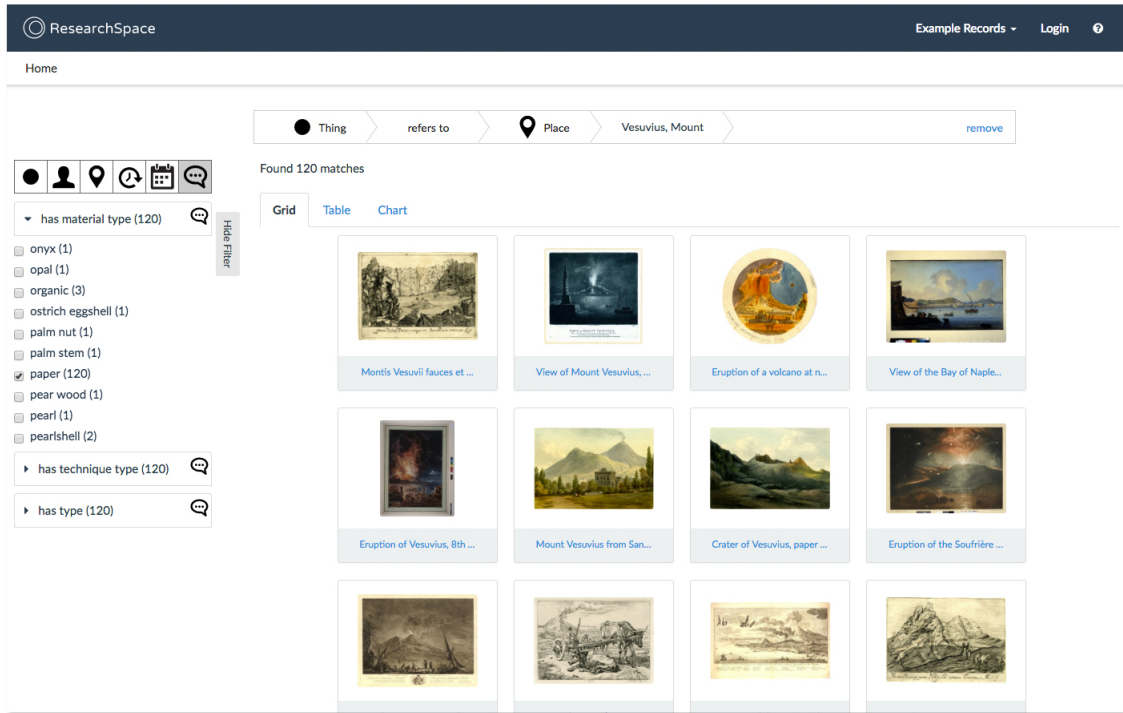 ResearchSpace
Example Records
Login
Home
Thing
refers to
Place
Vesuvius, Mount
remove
Found 120 matches
Grid
Table
Chart
has material type (120)
onyx (1)
opal (1)
organic (3)
ostrich eggshell (1)
palm nut (1)
palm stem (1)
paper (120)
pear wood (1)
pearl (1)
pearlshell (2)
has technique type (120)
has type (120)
Hide Filter
Montis Vesuvii fauces et ...
View of Mount Vesuvius, ...
Eruption of a volcano at n...
View of the Bay of Naple...
Eruption of Vesuvius, 8th ...
Mount Vesuvius from San...
Crater of Vesuvius, paper ...
Eruption of the Soufrière ...